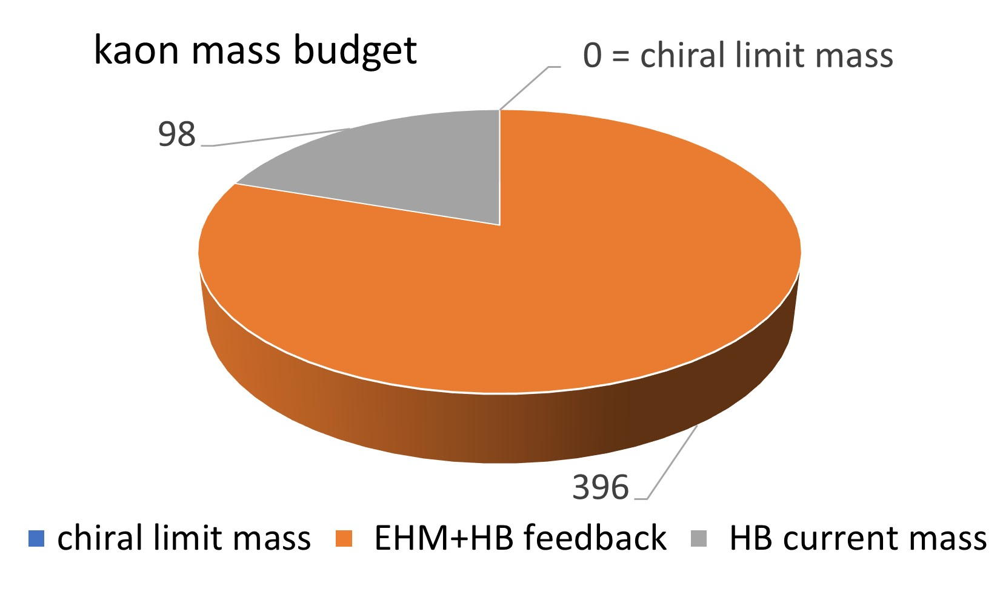 kaon mass budget
0 = chiral limit mass
98
396
chiral limit mass
EHM+HB feedback
HB current mass